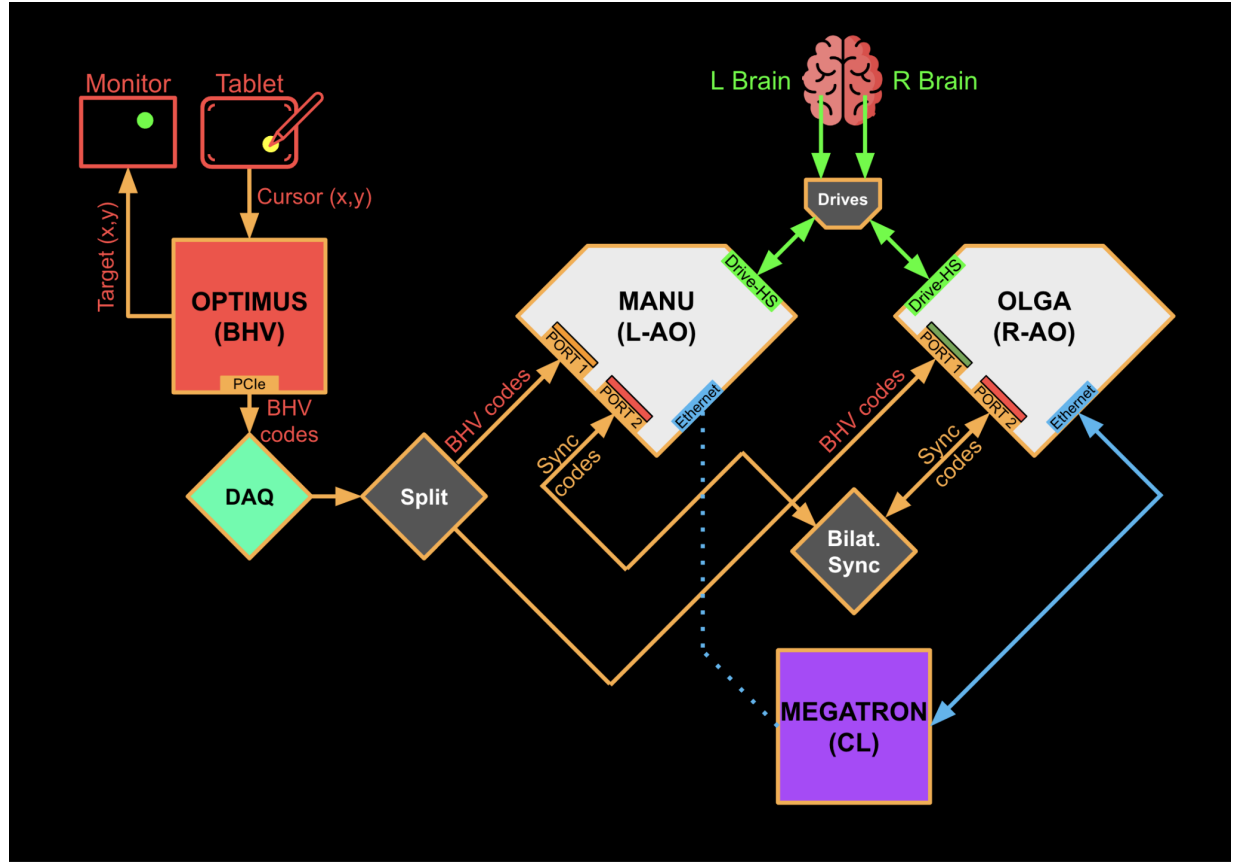 Monitor
Tablet
L Brain
R Brain
Cursor (x,y)
Target (x,y)
Drives
OPTIMUS
(BHV)
PCIe
BHV
codes
DAQ
Split
MANU
(L-AO)
Drive-HS
PORT 1
PORT 2
Ethernet
BHV codes
Sync
codes
OLGA
(R-AO)
Drive-HS
PORT 1
PORT 2
Ethernet
BHV codes
Sync
codes
Bilat.
Sync
MEGATRON
(CL)